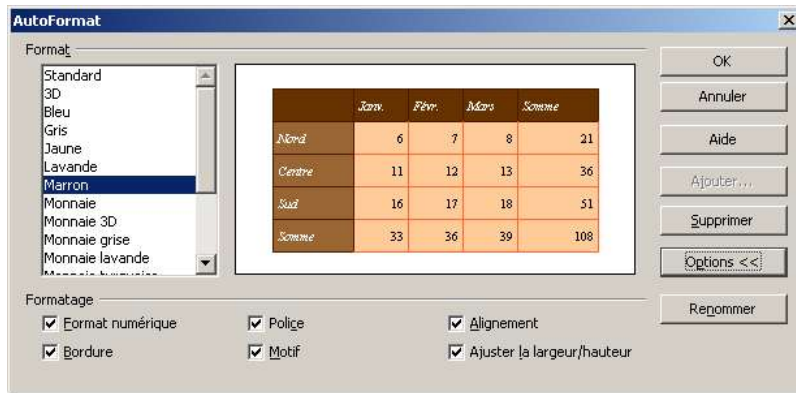 AutoFormat
Format
Standard
3D
Bleu
Gris
Jaune
Lavande
Marron
Monnaie
Monnaie 3D
Monnaie grise
Monnaie lavande
Monnaie turquoise
Janv. Févr. Mars Somme
Nord 6 7 8 21
Centre 11 12 13 36
Sud 16 17 18 51
Somme 33 36 39 108
OK
Annuler
Aide
Ajouter...
Supprimer
Options <<
Renommer
Formatage
Format numérique Police Alignement
Bordure Motif Ajuster la largeur/hauteur